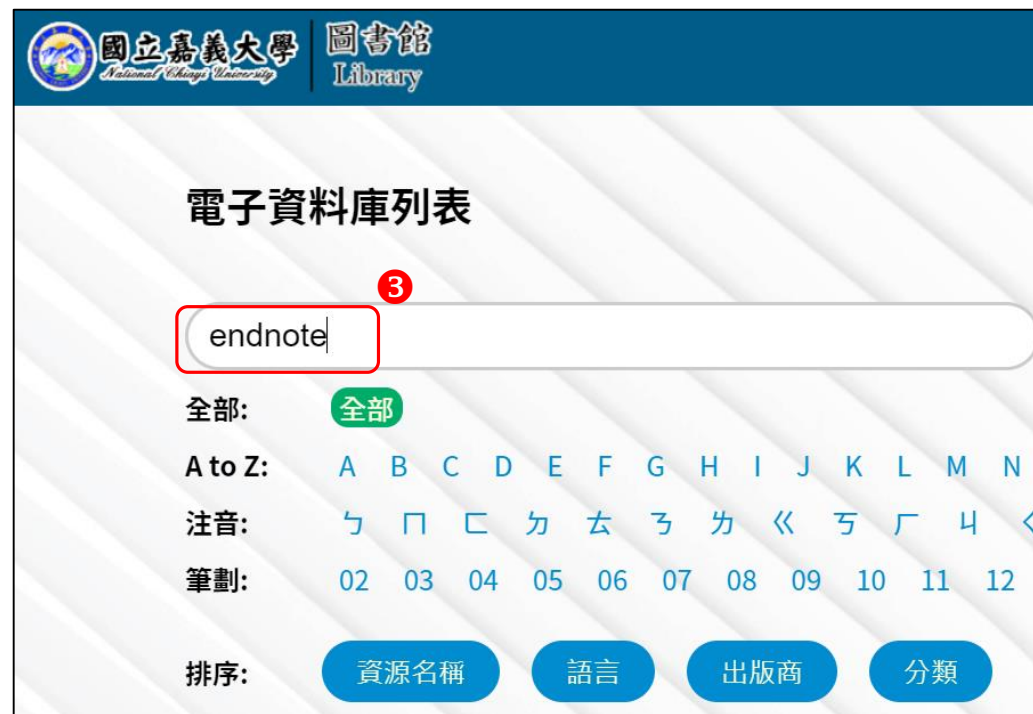 國立嘉義大學 圖書館
National Chiayi University Library
電子資料庫列表
❸
endnote
全部: 全部
A to Z: A B C D E F G H I J K L M N
注音: ㄅ ㄇ ㄈ ㄉ ㄊ ㄋ ㄌ ㄍ ㄎ ㄏ ㄐ ㄑ
筆劃: 02 03 04 05 06 07 08 09 10 11 12
排序: 資源名稱 語言 出版商 分類